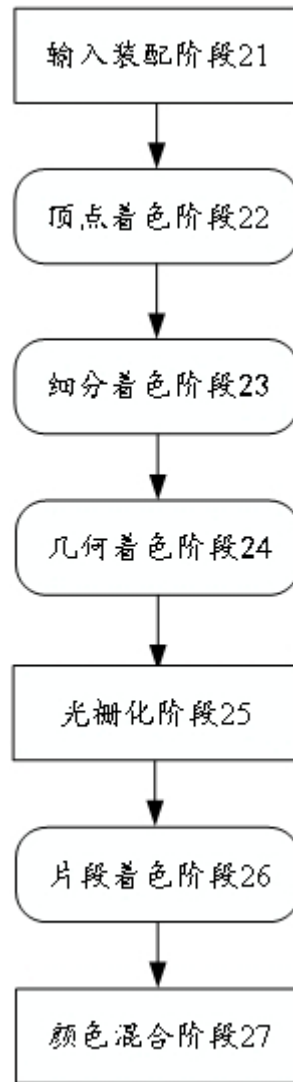 输入装配阶段21
顶点着色阶段22
细分着色阶段23
几何着色阶段24
光栅化阶段25
片段着色阶段26
颜色混合阶段27